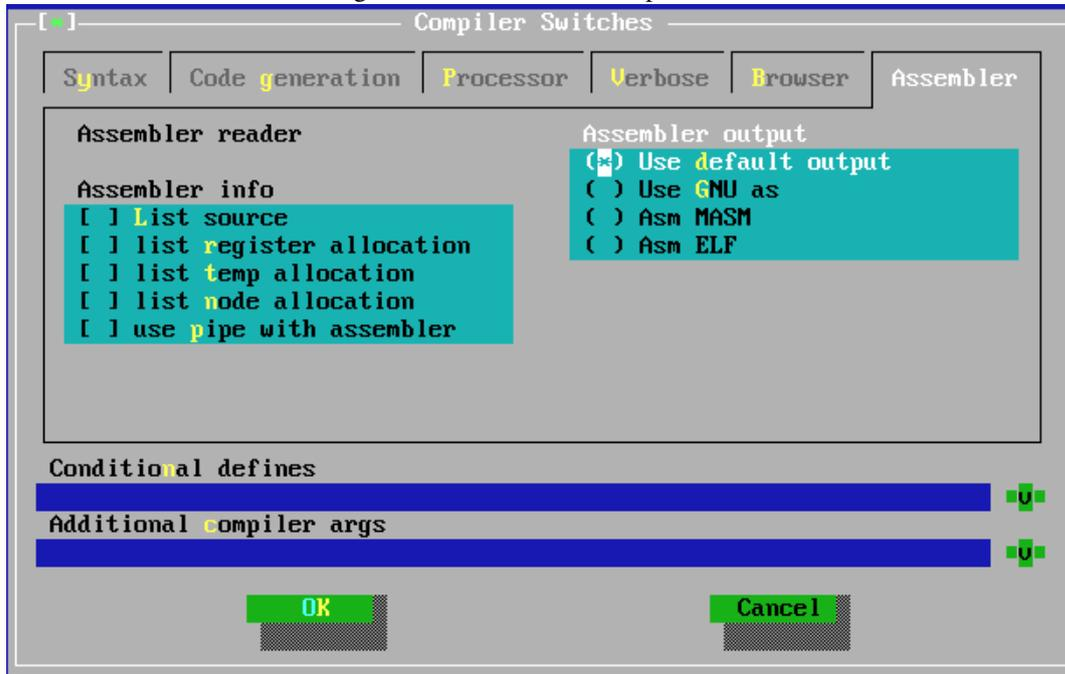 [*] Compiler Switches
Syntax Code generation Processor Verbose Browser Assembler
Assembler reader
Assembler info
[ ] List source
[ ] list register allocation
[ ] list temp allocation
[ ] list node allocation
[ ] use pipe with assembler
Assembler output
(*) Use default output
( ) Use GNU as
( ) Asm MASM
( ) Asm ELF
Conditional defines
Additional compiler args
OK Cancel